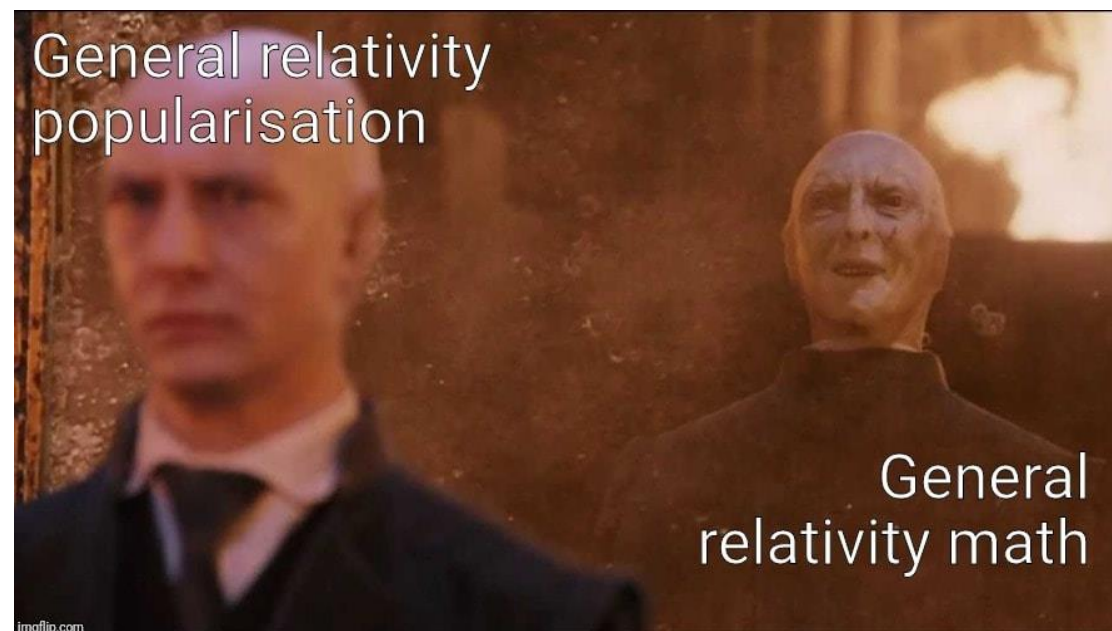 General relativity
popularisation
General
relativity math
imgflip.com